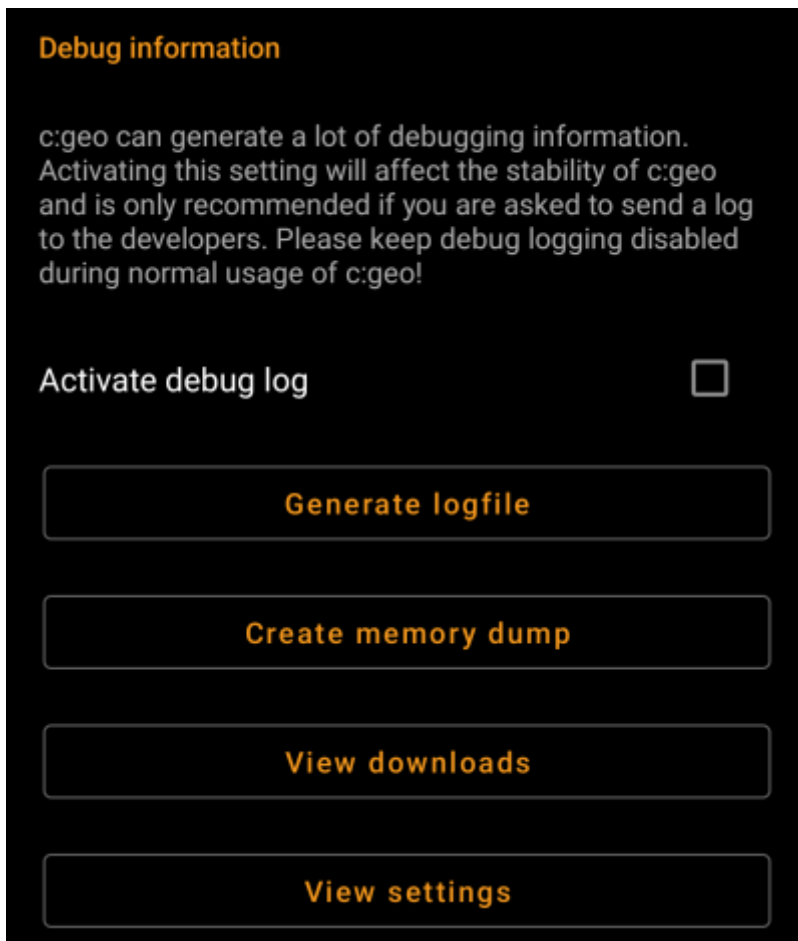 Debug information
c:geo can generate a lot of debugging information.
Activating this setting will affect the stability of c:geo
and is only recommended if you are asked to send a log
to the developers. Please keep debug logging disabled
during normal usage of c:geo!
Activate debug log
Generate logfile
Create memory dump
View downloads
View settings